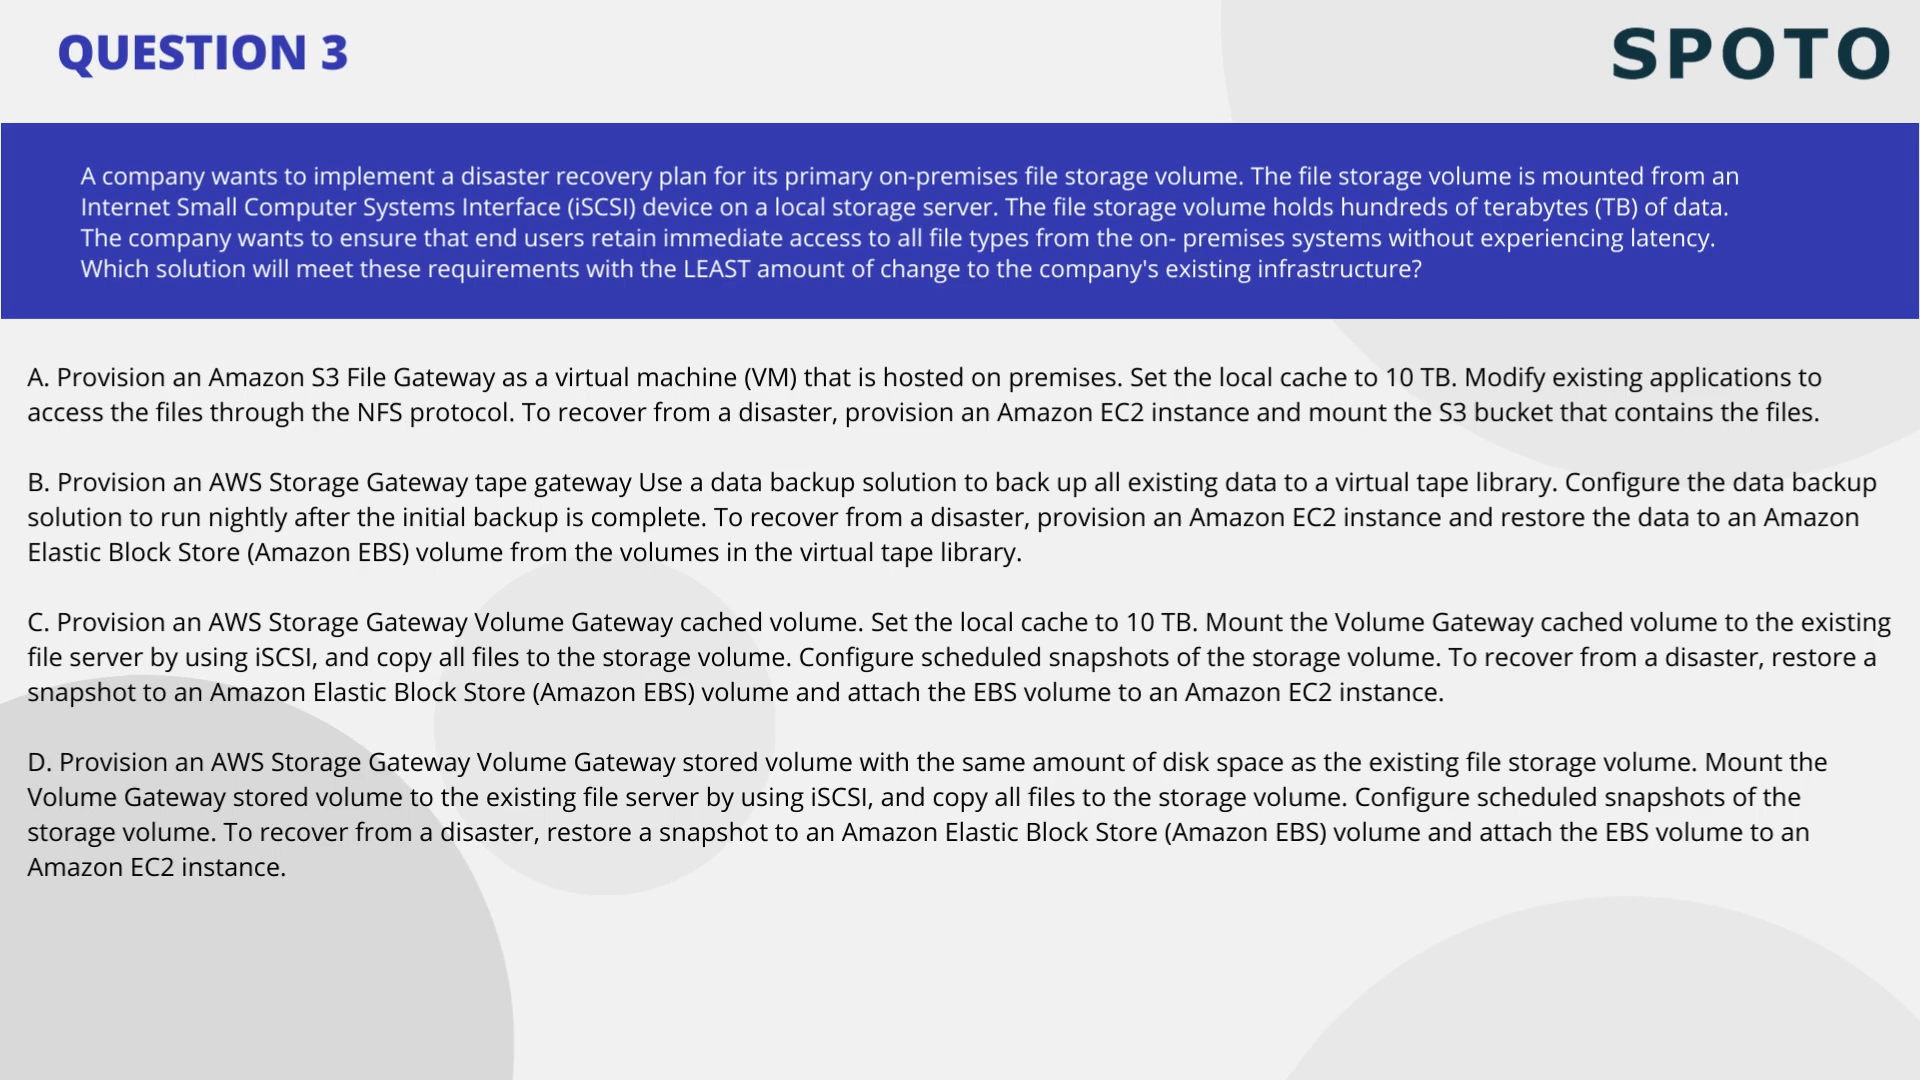 QUESTION 3
SPOTO
A company wants to implement a disaster recovery plan for its primary on-premises file storage volume. The file storage volume is mounted from an
Internet Small Computer Systems Interface (iSCSI) device on a local storage server. The file storage volume holds hundreds of terabytes (TB) of data.
The company wants to ensure that end users retain immediate access to all file types from the on- premises systems without experiencing latency.
Which solution will meet these requirements with the LEAST amount of change to the company's existing infrastructure?
A. Provision an Amazon S3 File Gateway as a virtual machine (VM) that is hosted on premises. Set the local cache to 10 TB. Modify existing applications to
access the files through the NFS protocol. To recover from a disaster, provision an Amazon EC2 instance and mount the S3 bucket that contains the files.
B. Provision an AWS Storage Gateway tape gateway Use a data backup solution to back up all existing data to a virtual tape library. Configure the data backup
solution to run nightly after the initial backup is complete. To recover from a disaster, provision an Amazon EC2 instance and restore the data to an Amazon
Elastic Block Store (Amazon EBS) volume from the volumes in the virtual tape library.
C. Provision an AWS Storage Gateway Volume Gateway cached volume. Set the local cache to 10 TB. Mount the Volume Gateway cached volume to the existing
file server by using iSCSI, and copy all files to the storage volume. Configure scheduled snapshots of the storage volume. To recover from a disaster, restore a
snapshot to an Amazon Elastic Block Store (Amazon EBS) volume and attach the EBS volume to an Amazon EC2 instance.
D. Provision an AWS Storage Gateway Volume Gateway stored volume with the same amount of disk space as the existing file storage volume. Mount the
Volume Gateway stored volume to the existing file server by using iSCSI, and copy all files to the storage volume. Configure scheduled snapshots of the
storage volume. To recover from a disaster, restore a snapshot to an Amazon Elastic Block Store (Amazon EBS) volume and attach the EBS volume to an
Amazon EC2 instance.